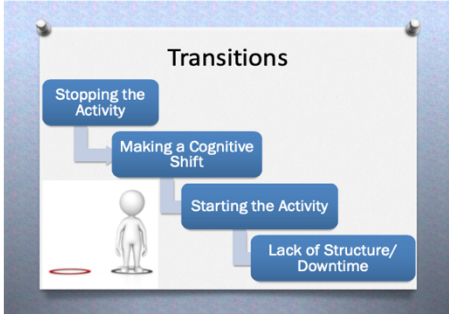 Transitions
Stopping the
Activity
Making a Cognitive
Shift
Starting the Activity
Lack of Structure/
Downtime